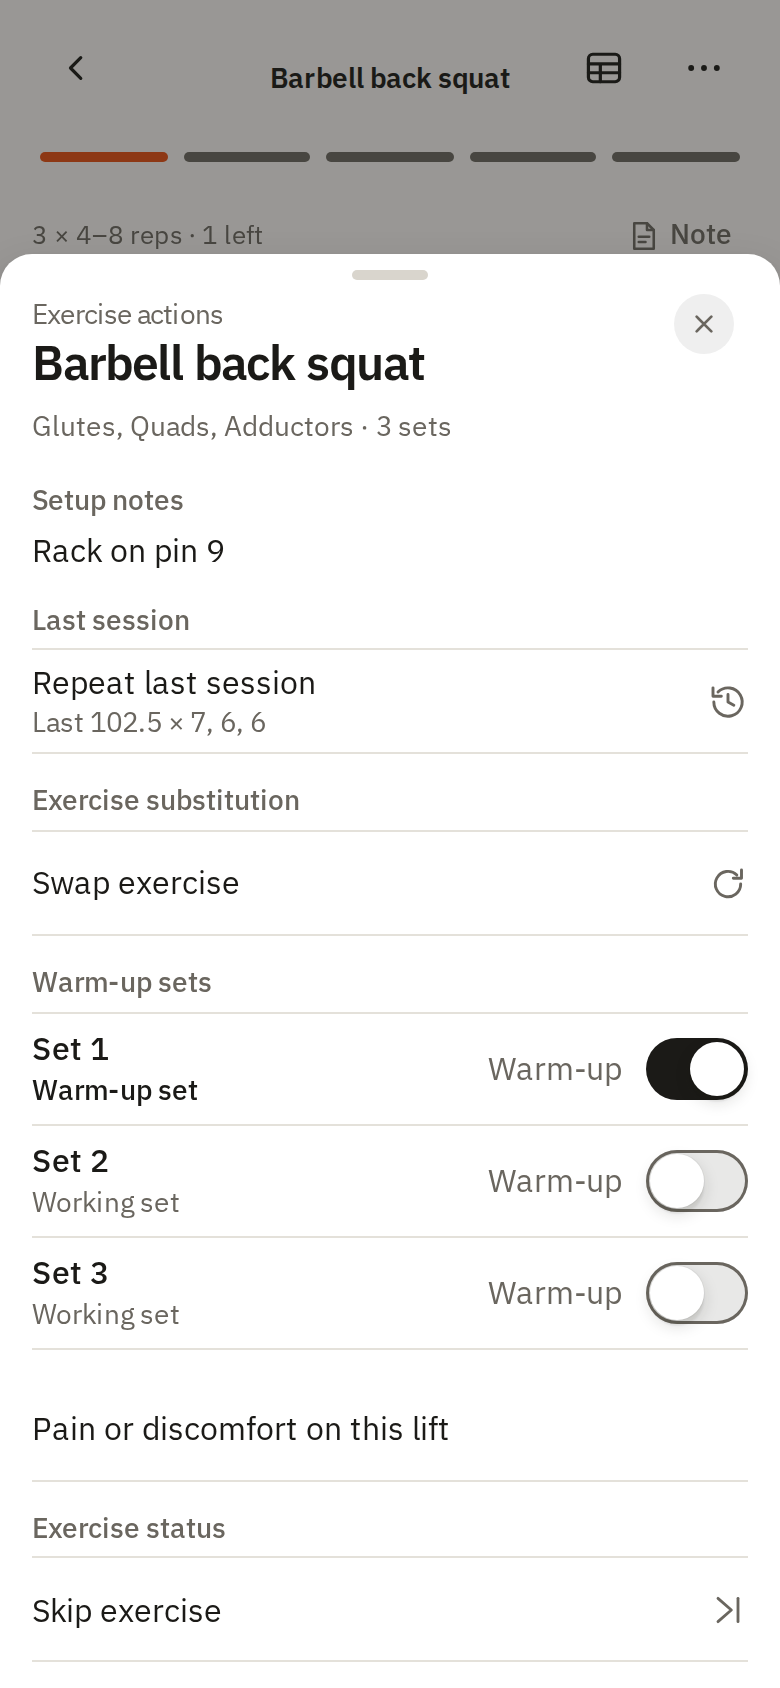 Barbell back squat
3 × 4–8 reps · 1 left
Note
Exercise actions
Barbell back squat
Glutes, Quads, Adductors · 3 sets
Setup notes
Rack on pin 9
Last session
Repeat last session
Last 102.5 × 7, 6, 6
Exercise substitution
Swap exercise
Warm-up sets
Set 1
Warm-up set
Warm-up
Set 2
Working set
Warm-up
Set 3
Working set
Warm-up
Pain or discomfort on this lift
Exercise status
Skip exercise